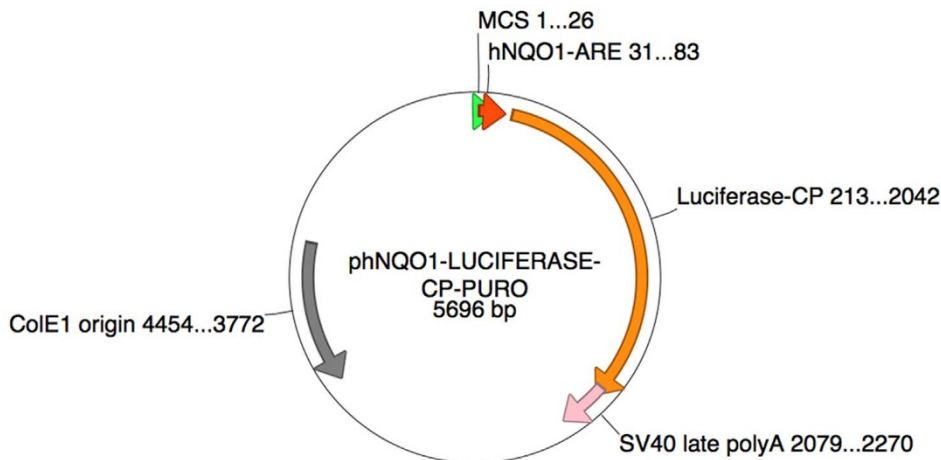 MCS 1...26
hNQO1-ARE 31...83
Luciferase-CP 213...2042
phNQO1-LUCIFERASE-
CP-PURO
5696 bp
ColE1 origin 4454...3772
SV40 late polyA 2079...2270